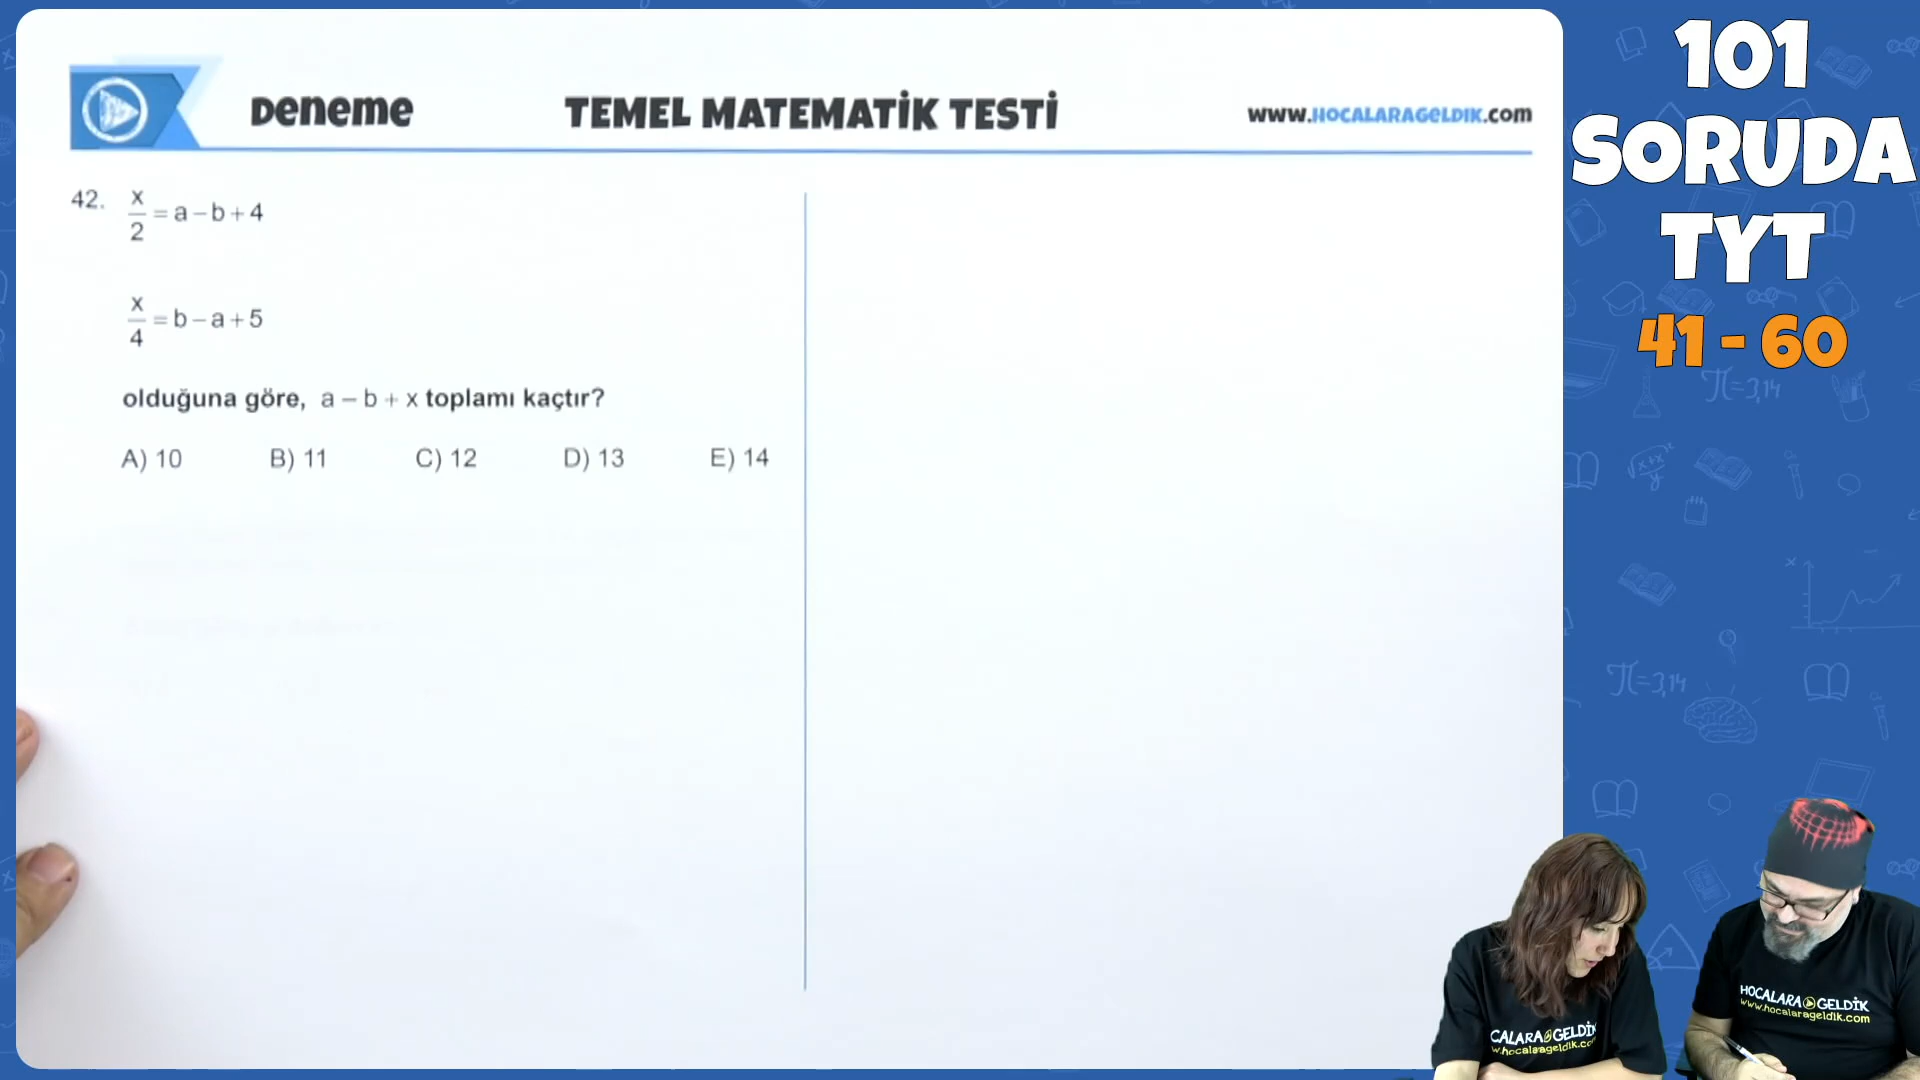 Deneme
TEMEL MATEMATİK TESTİ
www.HOCALARAGELDIK.com
42. x/2 = a – b + 4
x/4 = b – a + 5
olduğuna göre, a – b + x toplamı kaçtır?
A) 10 B) 11 C) 12 D) 13 E) 14
101
SORUDA
TYT
41 - 60
π=3,14
π=3,14
CALARA GELDİK
w.hocalarageldik.co
HOCALARA GELDİK
www.hocalarageldik.com